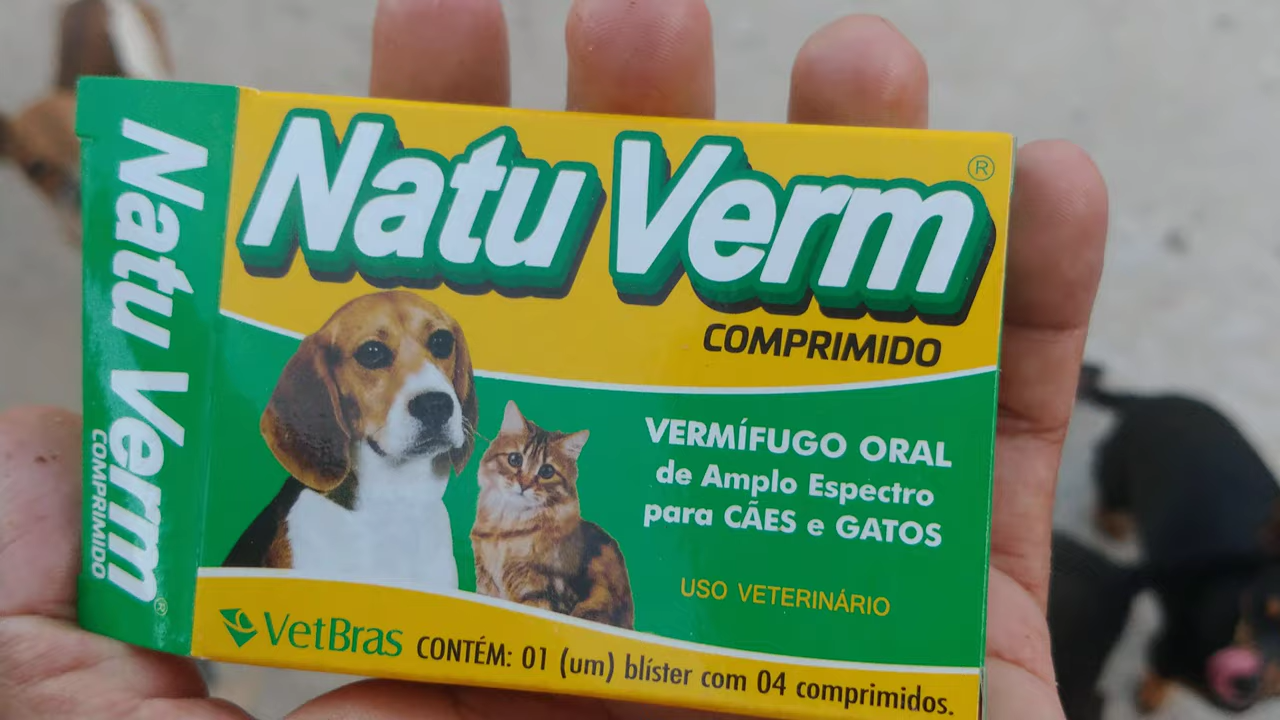 Natu Verm®
COMPRIMIDO
Natu Verm®
COMPRIMIDO
VERMÍFUGO ORAL
de Amplo Espectro
para CÃES e GATOS
USO VETERINÁRIO
VetBras
CONTÉM: 01 (um) blíster com 04 comprimidos.